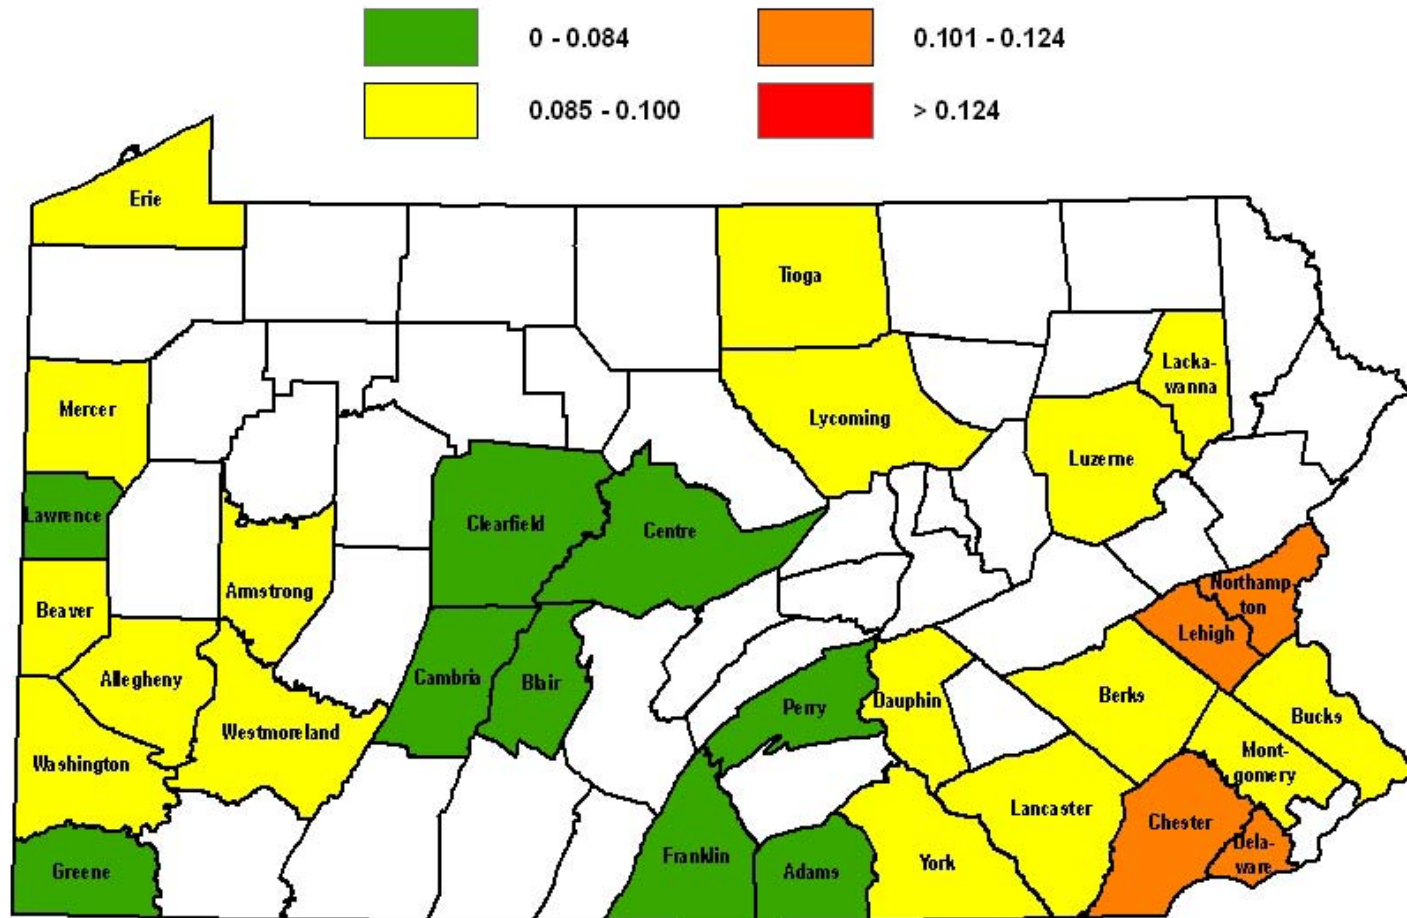 0 - 0.084
0.101 - 0.124
0.085 - 0.100
> 0.124
Erie
Tioga
Lacka-
wanna
Mercer
Lycoming
Luzerne
Lawrence
Clearfield
Centre
Armstrong
Northamp-
ton
Beaver
Lehigh
Allegheny
Cambria
Blair
Perry
Dauphin
Berks
Bucks
Westmoreland
Washington
Mont-
gomery
Lancaster
Chester
Dela-
ware
Franklin
Adams
York
Greene